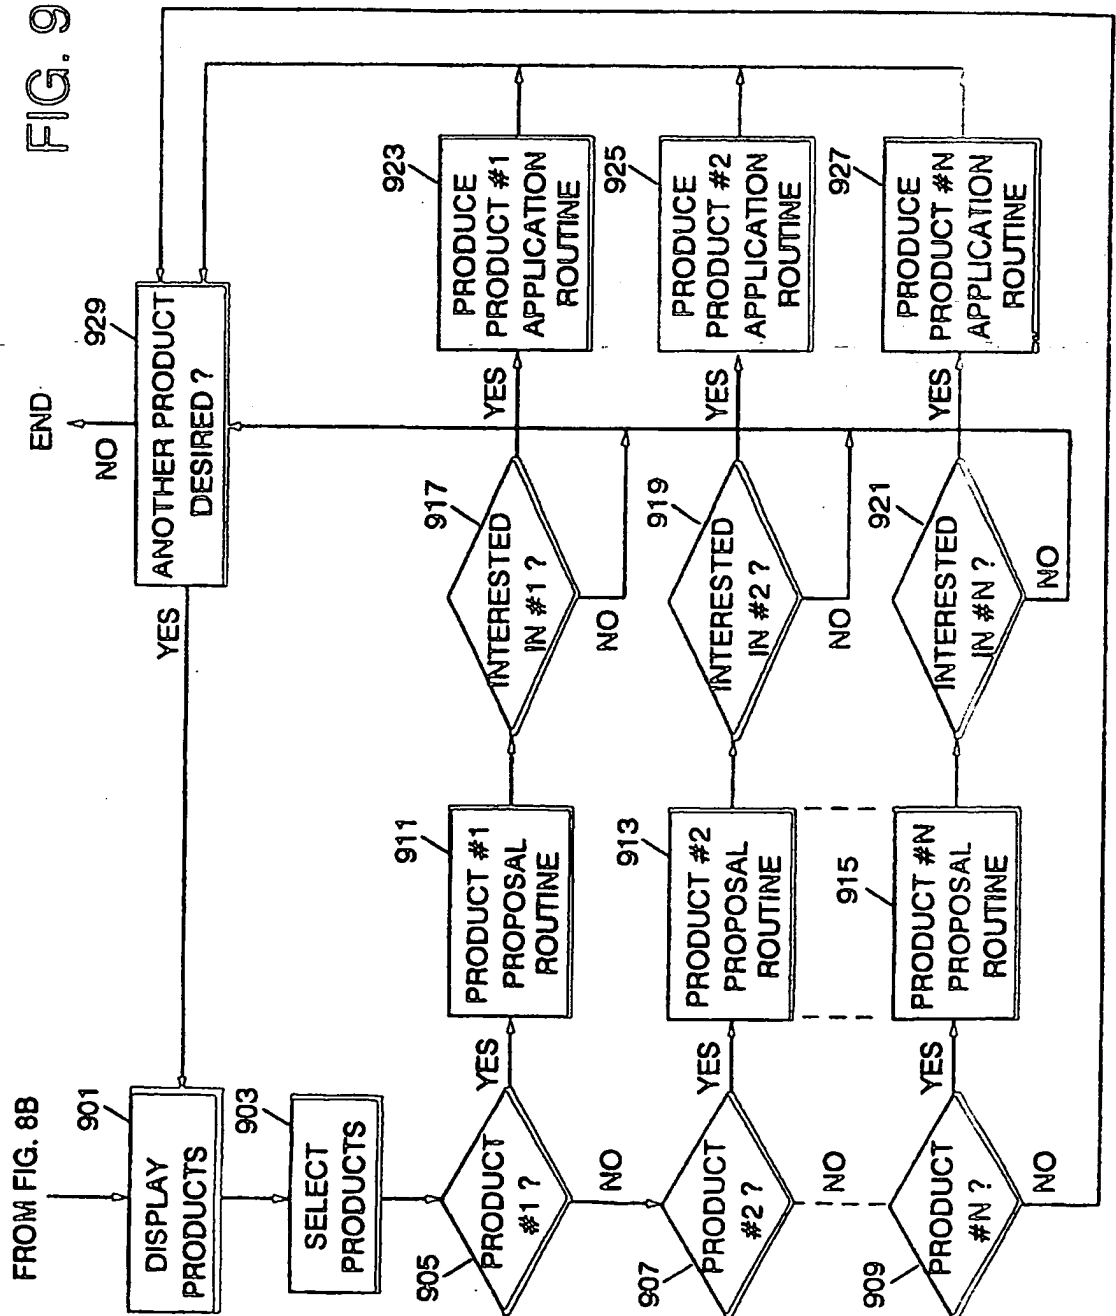 FIG. 9
FROM FIG. 8B
901
DISPLAY
PRODUCTS
903
SELECT
PRODUCTS
905
PRODUCT
#1 ?
YES
NO
911
PRODUCT #1
PROPOSAL
ROUTINE
917
INTERESTED
IN #1 ?
YES
NO
923
PRODUCE
PRODUCT #1
APPLICATION
ROUTINE
907
PRODUCT
#2 ?
YES
NO
913
PRODUCT #2
PROPOSAL
ROUTINE
919
INTERESTED
IN #2 ?
YES
NO
925
PRODUCE
PRODUCT #2
APPLICATION
ROUTINE
909
PRODUCT
#N ?
YES
NO
915
PRODUCT #N
PROPOSAL
ROUTINE
921
INTERESTED
IN #N ?
YES
NO
927
PRODUCE
PRODUCT #N
APPLICATION
ROUTINE
929
ANOTHER PRODUCT
DESIRED ?
YES
NO
END